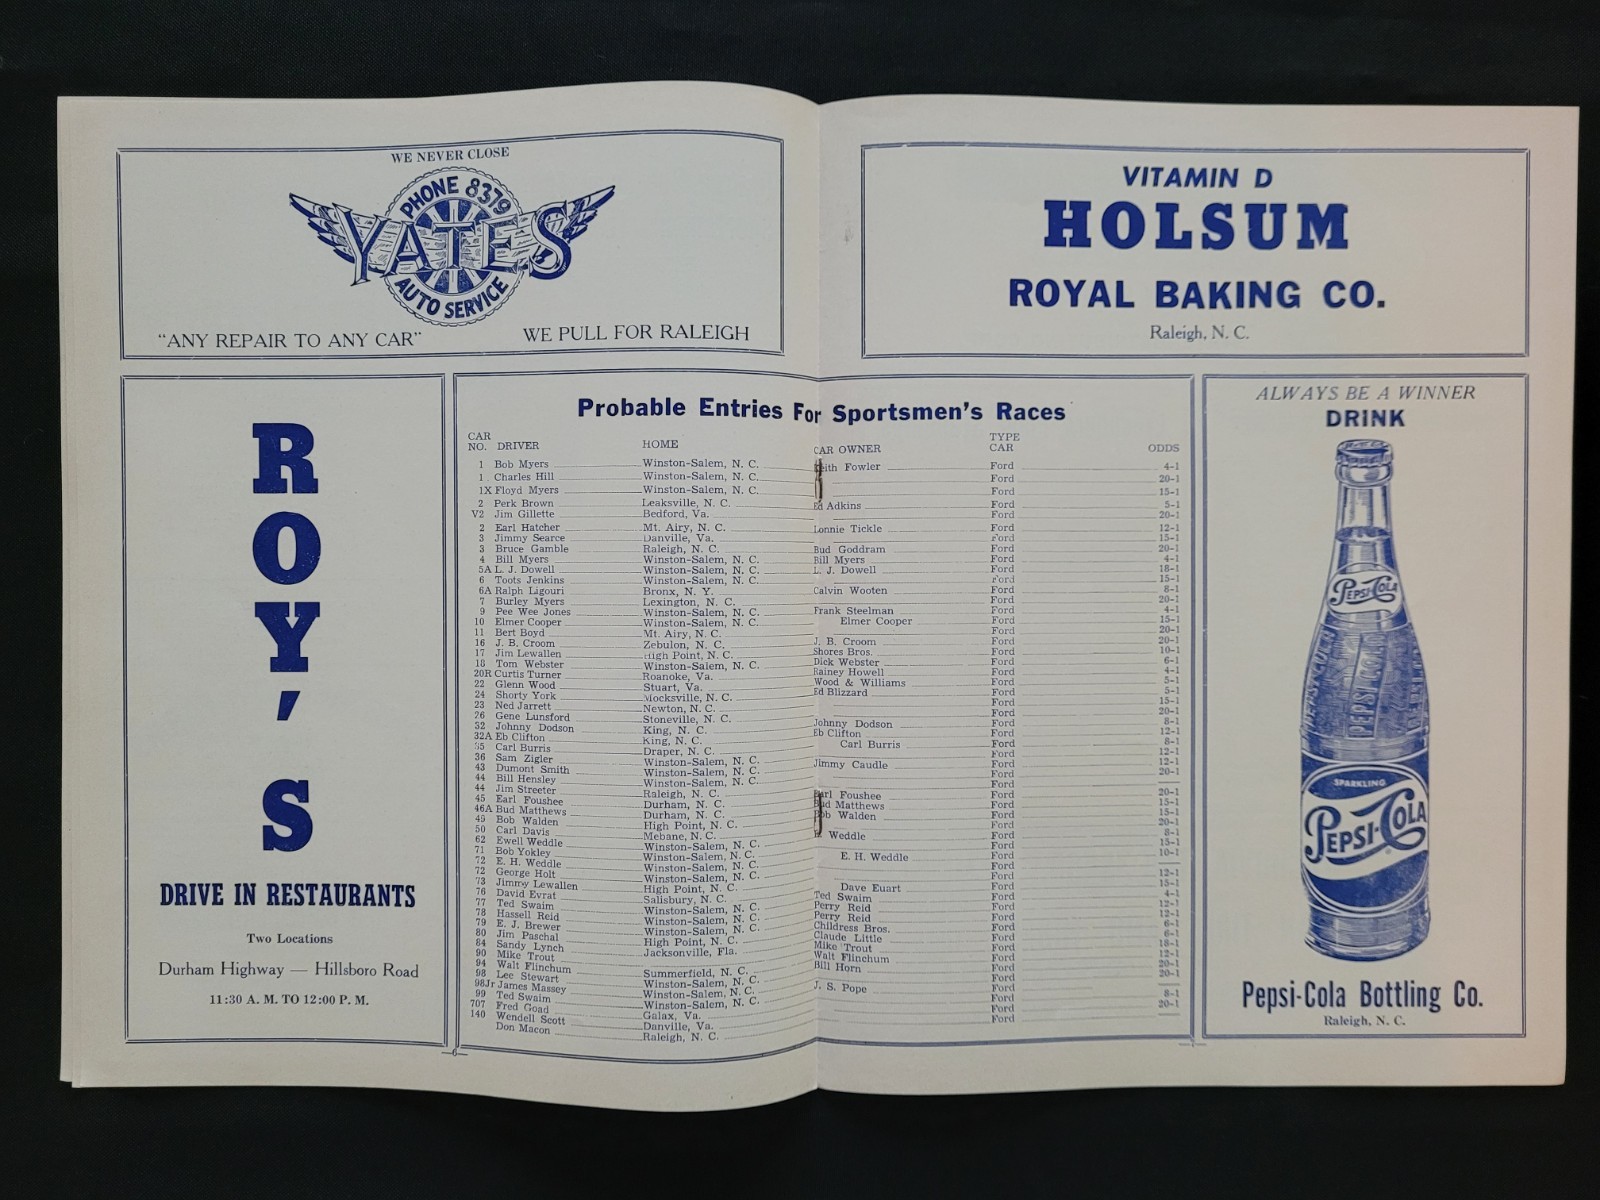 WE NEVER CLOSE
PHONE 8379
YATES
AUTO SERVICE
"ANY REPAIR TO ANY CAR" WE PULL FOR RALEIGH
VITAMIN D
HOLSUM
ROYAL BAKING CO.
Raleigh, N. C.
ROY'S
DRIVE IN RESTAURANTS
Two Locations
Durham Highway — Hillsboro Road
11:30 A. M. TO 12:00 P. M.
Probable Entries For Sportsmen's Races
CAR NO. DRIVER HOME CAR OWNER TYPE CAR ODDS
1 Bob Myers Winston-Salem, N. C. Keith Fowler Ford 4-1
1 Charles Hill Winston-Salem, N. C. Ford 20-1
1X Floyd Myers Winston-Salem, N. C. Ford 15-1
2 Perk Brown Leaksville, N. C. Ed Adkins Ford 5-1
V2 Jim Gillette Bedford, Va. Ford 20-1
2 Earl Hatcher Mt. Airy, N. C. Lonnie Tickle Ford 12-1
3 Jimmy Searce Danville, Va. Ford 15-1
3 Bruce Gamble Raleigh, N. C. Bud Goddram Ford 20-1
4 Bill Myers Winston-Salem, N. C. Bill Myers Ford 4-1
5A L. J. Dowell Winston-Salem, N. C. L. J. Dowell Ford 18-1
6 Toots Jenkins Winston-Salem, N. C. Ford 15-1
6A Ralph Ligouri Bronx, N. Y. Calvin Wooten Ford 8-1
7 Burley Myers Lexington, N. C. Ford 20-1
9 Pee Wee Jones Winston-Salem, N. C. Frank Steelman Ford 4-1
10 Elmer Cooper Winston-Salem, N. C. Elmer Cooper Ford 15-1
11 Bert Boyd Mt. Airy, N. C. Ford 20-1
16 J. B. Croom Zebulon, N. C. J. B. Croom Ford 20-1
17 Jim Lewallen High Point, N. C. Shores Bros. Ford 10-1
18 Tom Webster Winston-Salem, N. C. Dick Webster Ford 6-1
20R Curtis Turner Roanoke, Va. Rainey Howell Ford 4-1
22 Glenn Wood Stuart, Va. Wood & Williams Ford 5-1
24 Shorty York Mocksville, N. C. Ed Blizzard Ford 5-1
23 Ned Jarrett Newton, N. C. Ford 15-1
26 Gene Lunsford Stoneville, N. C. Ford 20-1
52 Johnny Dodson King, N. C. Johnny Dodson Ford 8-1
32A Eb Clifton King, N. C. Eb Clifton Ford 12-1
35 Carl Burris Draper, N. C. Carl Burris Ford 8-1
36 Sam Zigler Winston-Salem, N. C. Ford 12-1
43 Dumont Smith Winston-Salem, N. C. Jimmy Caudle Ford 12-1
44 Bill Hensley Winston-Salem, N. C. Ford 20-1
44 Jim Streeter Raleigh, N. C. Ford
45 Earl Foushee Durham, N. C. Earl Foushee Ford 20-1
46A Bud Matthews Durham, N. C. Bud Matthews Ford 15-1
49 Bob Walden High Point, N. C. Bob Walden Ford 15-1
50 Carl Davis Mebane, N. C. Ford 20-1
62 Ewell Weddle Winston-Salem, N. C. Weddle Ford 8-1
71 Bob Yokley Winston-Salem, N. C. Ford 15-1
72 E. H. Weddle Winston-Salem, N. C. E. H. Weddle Ford 10-1
72 George Holt Winston-Salem, N. C. Ford
73 Jimmy Lewallen High Point, N. C. Ford 12-1
76 David Evrat Salisbury, N. C. Dave Euart Ford 15-1
77 Ted Swaim Winston-Salem, N. C. Ted Swaim Ford 4-1
78 Hassell Reid Winston-Salem, N. C. Perry Reid Ford 12-1
79 E. J. Brewer Winston-Salem, N. C. Perry Reid Ford 12-1
80 Jim Paschal High Point, N. C. Childress Bros. Ford 6-1
84 Sandy Lynch Jacksonville, Fla. Claude Little Ford 6-1
90 Mike Trout Mike Trout Ford 18-1
94 Walt Flinchum Summerfield, N. C. Walt Flinchum Ford 12-1
98 Lee Stewart Winston-Salem, N. C. Bill Horn Ford 20-1
98Jr James Massey Winston-Salem, N. C. Ford 20-1
99 Ted Swaim Winston-Salem, N. C. J. S. Pope Ford
707 Fred Goad Galax, Va. Ford 8-1
140 Wendell Scott Danville, Va. Ford 20-1
Don Macon Raleigh, N. C. Ford
ALWAYS BE A WINNER
DRINK
PEPSI-COLA
SPARKLING
PEPSI-COLA
Pepsi-Cola Bottling Co.
Raleigh, N. C.